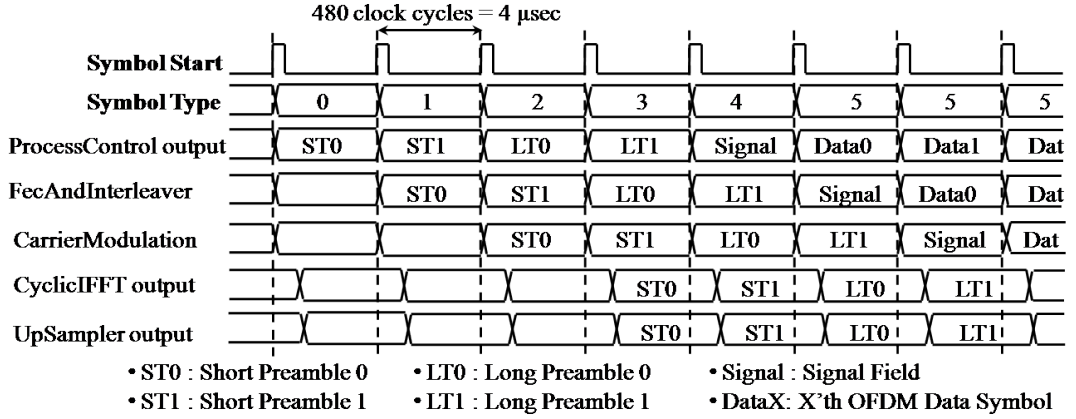 480 clock cycles = 4 μsec
Symbol Start
Symbol Type 0 1 2 3 4 5 5 5
ProcessControl output ST0 ST1 LT0 LT1 Signal Data0 Data1 Dat
FecAndInterleaver ST0 ST1 LT0 LT1 Signal Data0 Dat
CarrierModulation ST0 ST1 LT0 LT1 Signal Dat
CyclicIFFT output ST0 ST1 LT0 LT1
UpSampler output ST0 ST1 LT0 LT1
• ST0 : Short Preamble 0 • LT0 : Long Preamble 0 • Signal : Signal Field
• ST1 : Short Preamble 1 • LT1 : Long Preamble 1 • DataX: X'th OFDM Data Symbol